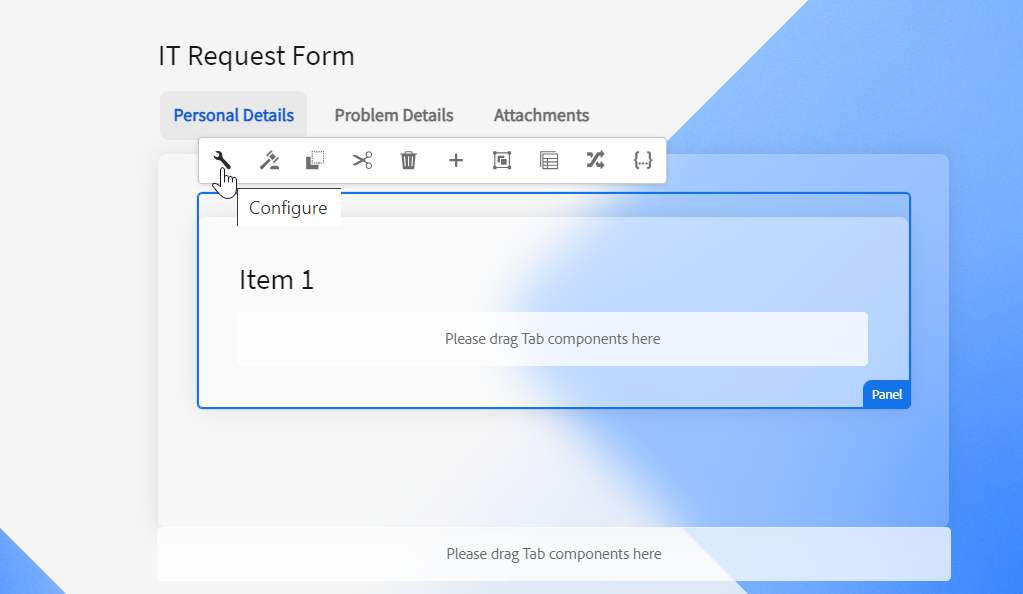 IT Request Form
Personal Details Problem Details Attachments
Configure
Item 1
Please drag Tab components here
Panel
Please drag Tab components here